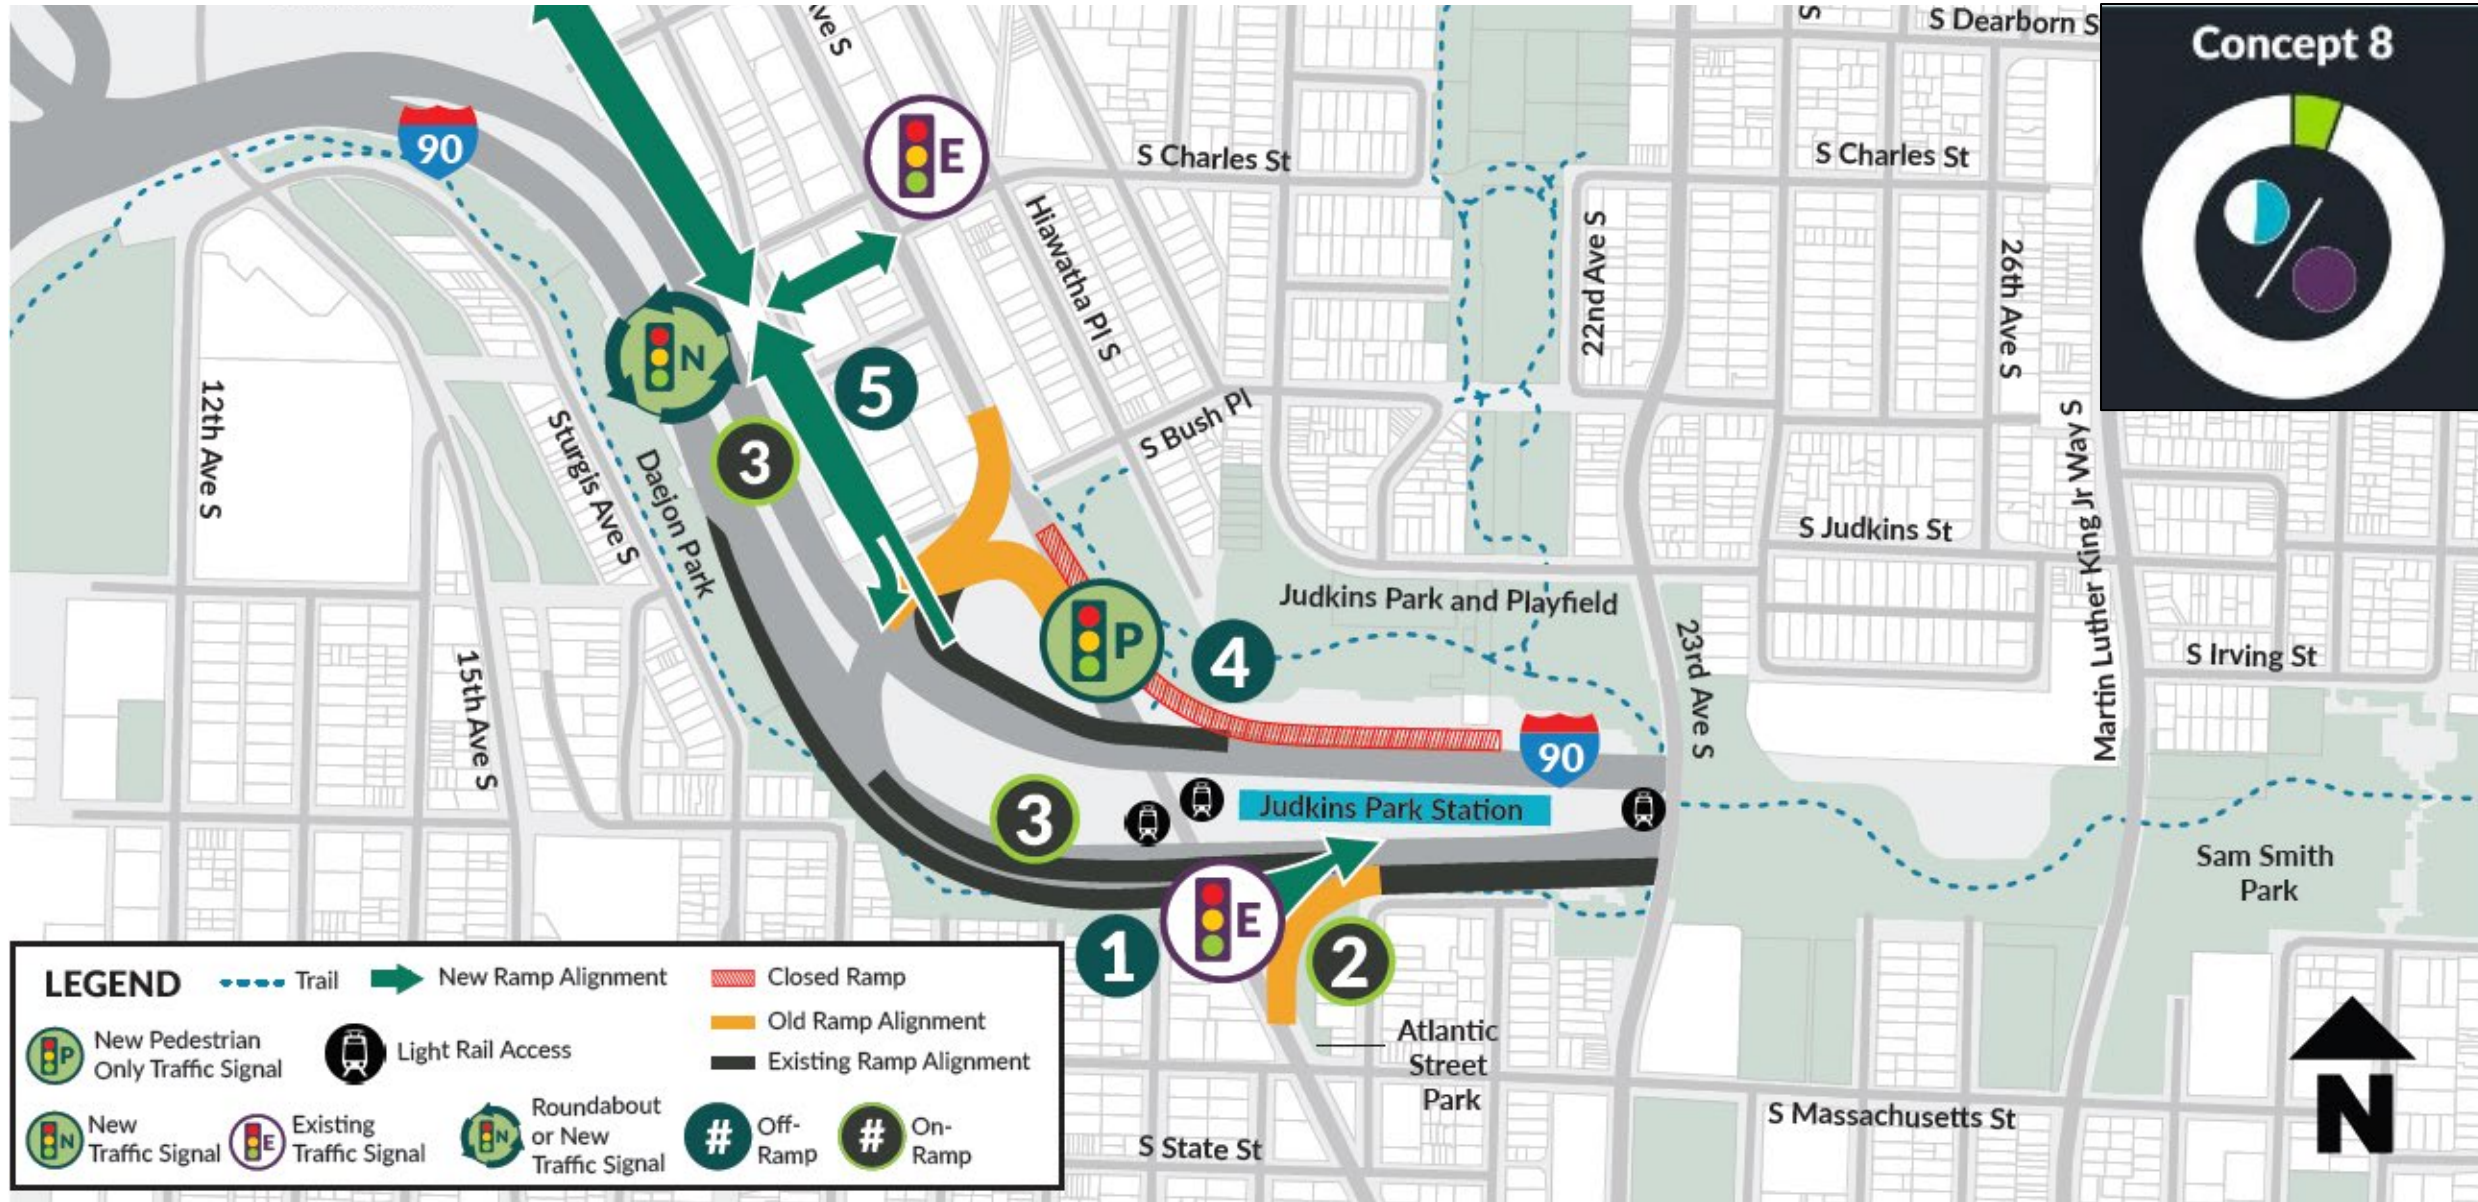 ve S
S
S Dearborn S
Concept 8
90
E
S Charles St
S Charles St
Hiawatha Pl S
22nd Ave S
26th Ave S
N
5
3
12th Ave S
Sturgis Ave S
Daejon Park
S Bush Pl
Martin Luther King Jr Way S
S Judkins St
Judkins Park and Playfield
P
4
23rd Ave S
S Irving St
15th Ave S
90
3
Judkins Park Station
Sam Smith
Park
1
E
2
Atlantic
Street
Park
S Massachusetts St
S State St
N
LEGEND
Trail
New Ramp Alignment
Closed Ramp
P
New Pedestrian
Only Traffic Signal
Light Rail Access
Old Ramp Alignment
Existing Ramp Alignment
N
New
Traffic Signal
E
Existing
Traffic Signal
N
Roundabout
or New
Traffic Signal
#
Off-
Ramp
#
On-
Ramp